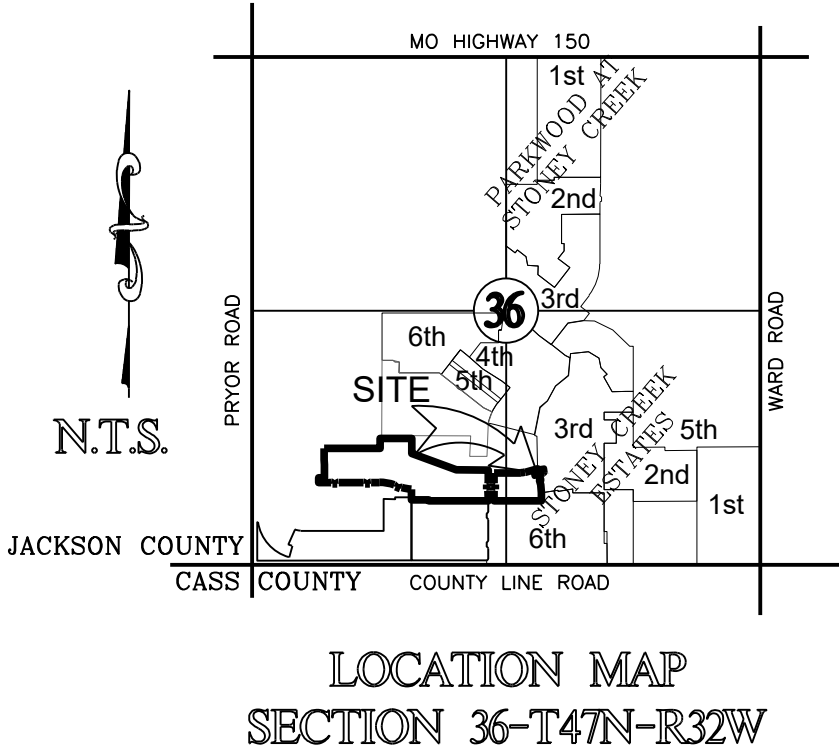 MO HIGHWAY 150
1st
PARKWOOD AT
STONEY CREEK
2nd
3rd
36
6th
4th
5th
SITE
PRYOR ROAD
WARD ROAD
N.T.S.
3rd
STONEY CREEK
ESTATES
5th
2nd
1st
6th
JACKSON COUNTY
CASS COUNTY
COUNTY LINE ROAD
LOCATION MAP
SECTION 36-T47N-R32W